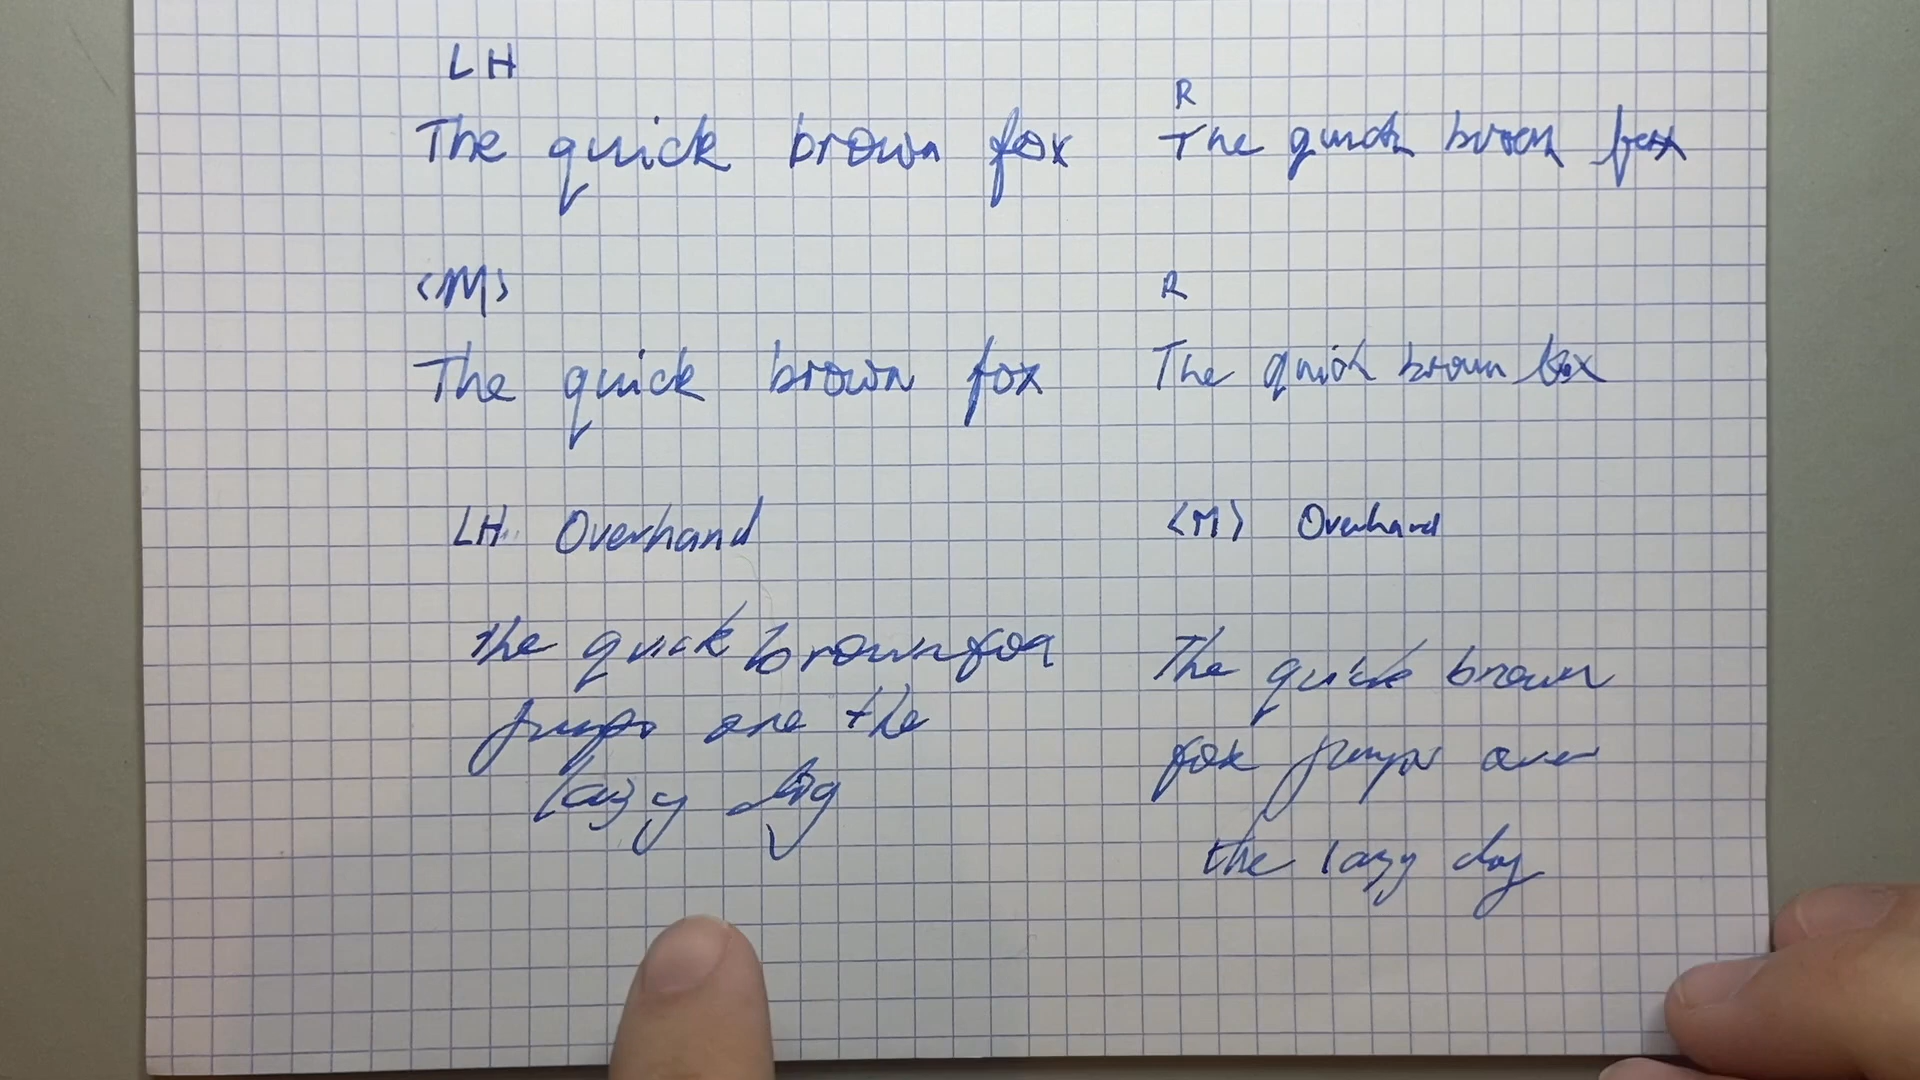 LH
R
The quick brown fox
The quick brown fox
<M>
R
The quick brown fox
The quick brown fox
LH Overhand
<M> Overhand
the quick brown fox
jumps are the
lazy dog
The quick brown
fox jumps over
the lazy dog